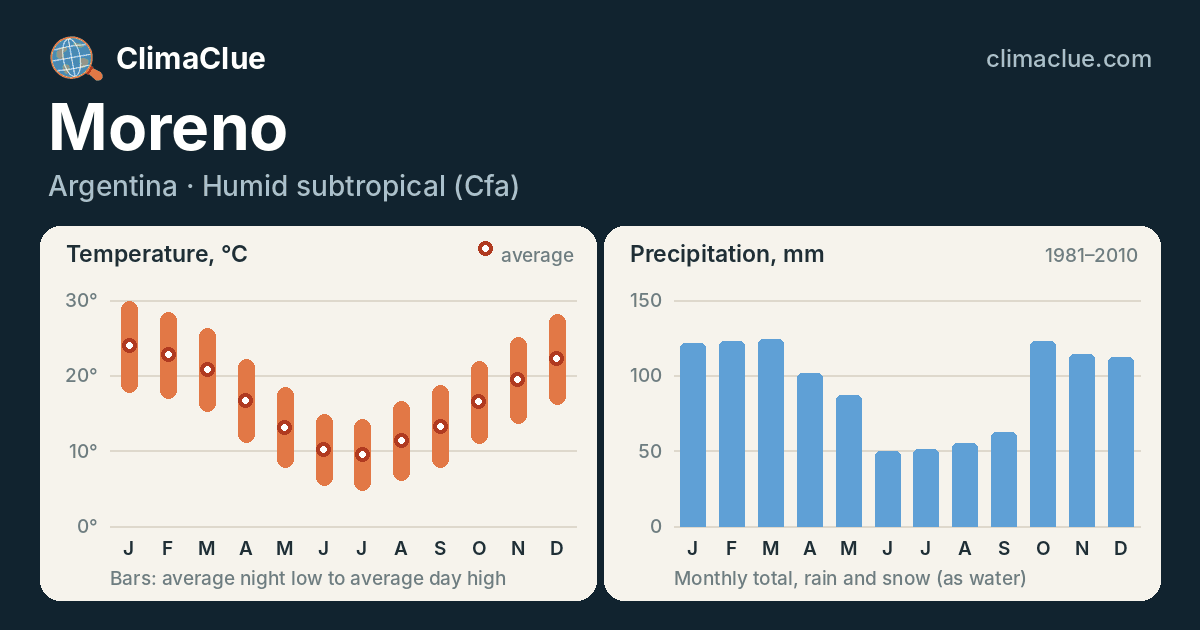 ClimaClue
climaclue.com
Moreno
Argentina · Humid subtropical (Cfa)
Temperature, °C
average
30°
20°
10°
0°
J F M A M J J A S O N D
Bars: average night low to average day high
Precipitation, mm
1981–2010
150
100
50
0
J F M A M J J A S O N D
Monthly total, rain and snow (as water)